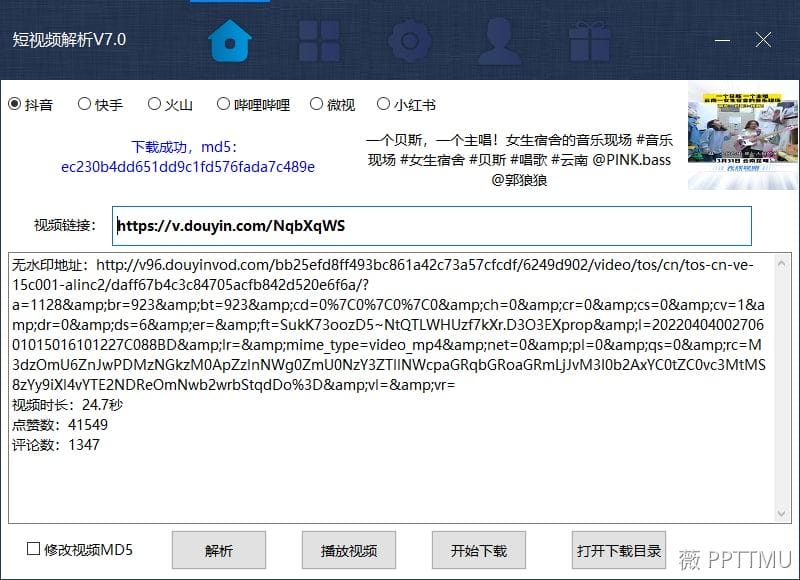 短视频解析V7.0
抖音 快手 火山 哔哩哔哩 微视 小红书
下载成功，md5：
ec230b4dd651dd9c1fd576fada7c489e
一个贝斯，一个主唱！女生宿舍的音乐现场 #音乐
现场 #女生宿舍 #贝斯 #唱歌 #云南 @PINK.bass
@郭狼狼
视频链接： https://v.douyin.com/NqbXqWS
无水印地址：http://v96.douyinvod.com/bb25efd8ff493bc861a42c73a57cfcdf/6249d902/video/tos/cn/tos-cn-ve-
15c001-alinc2/daff67b4c3c84705acfb842d520e6f6a/?
a=1128&amp;br=923&amp;bt=923&amp;cd=0%7C0%7C0%7C0&amp;ch=0&amp;cr=0&amp;cs=0&amp;cv=1&a
mp;dr=0&amp;ds=6&amp;er=&amp;ft=SukK73oozD5~NtQTLWHUzf7kXr.D3O3EXprop&amp;l=20220404002706
01015016101227C088BD&amp;lr=&amp;mime_type=video_mp4&amp;net=0&amp;pl=0&amp;qs=0&amp;rc=M
3dzOmU6ZnJwPDMzNGkzM0ApZzlnNWg0ZmU0NzY3ZTllNWcpaGRqbGRoaGRmLjJvM3I0b2AxYC0tZC0vc3MtMS
8zYy9iXl4vYTE2NDReOmNwb2wrbStqdDo%3D&amp;vl=&amp;vr=
视频时长：24.7秒
点赞数：41549
评论数：1347
修改视频MD5 解析 播放视频 开始下载 打开下载目录
薇 PPTTMU